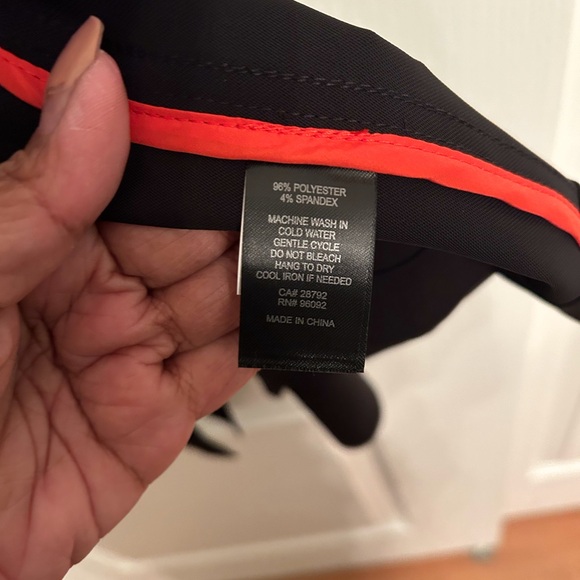 96% POLYESTER
4% SPANDEX
MACHINE WASH IN
COLD WATER
GENTLE CYCLE
DO NOT BLEACH
HANG TO DRY
COOL IRON IF NEEDED
CA# 28792
RN# 96092
MADE IN CHINA